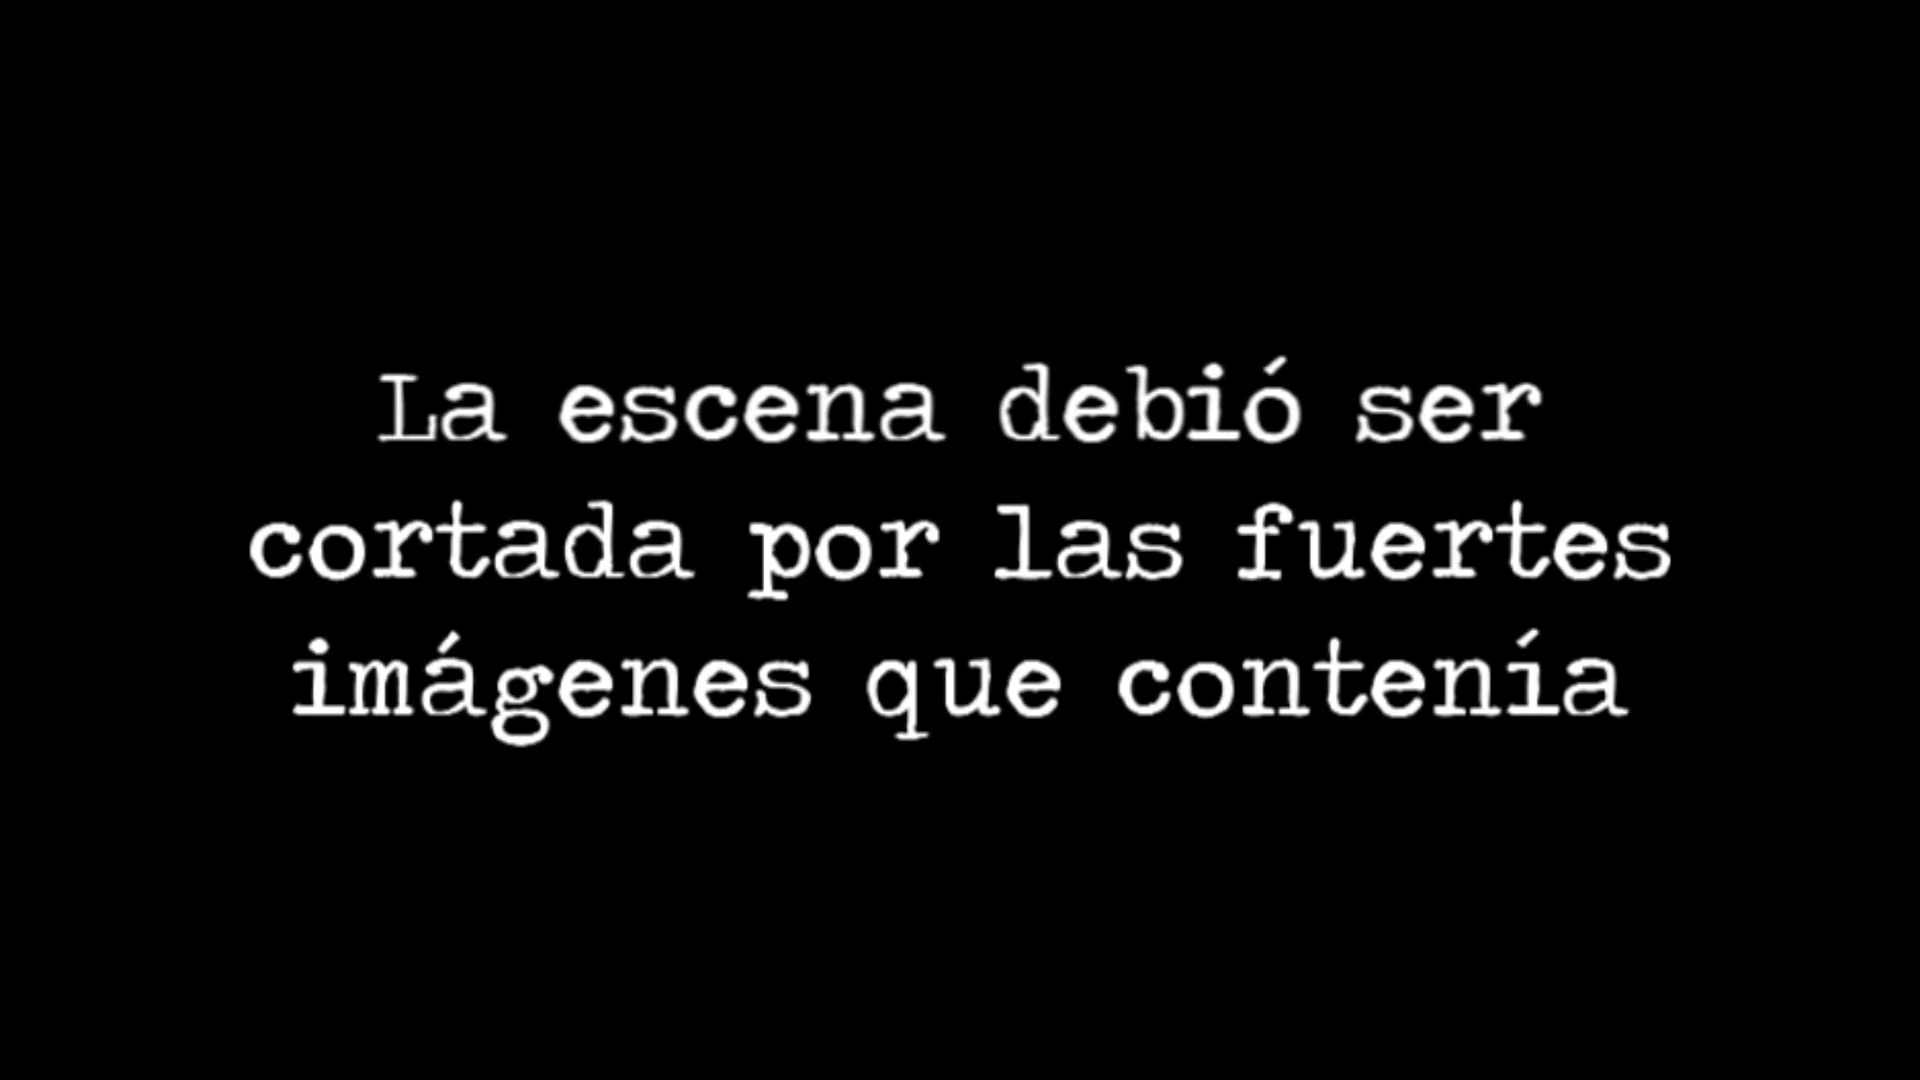 La escena debió ser
cortada por las fuertes
imágenes que contenía